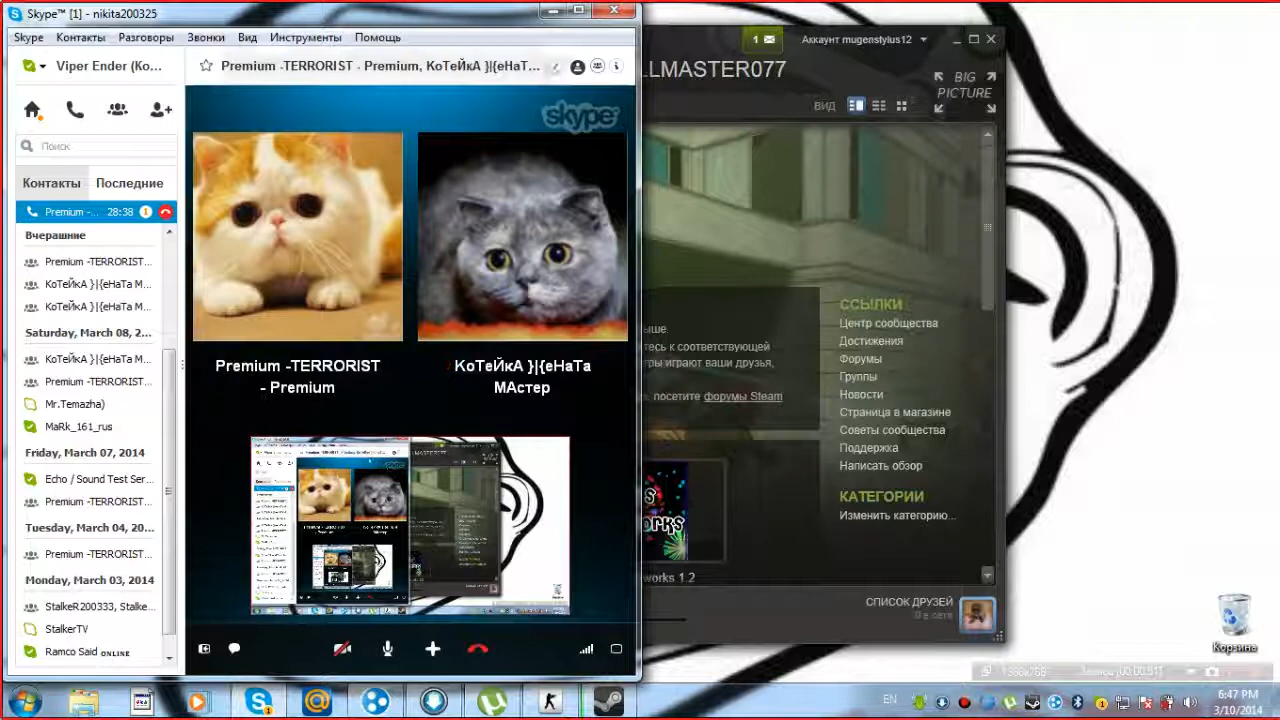 Skype™ [1] - nikita200325
Skype Контакты Разговоры Звонки Вид Инструменты Помощь
Viper Ender (Ко...
Поиск
Контакты Последние
Premium -... 28:38 1
Вчерашние
Premium -TERRORIST...
КоТеЙкА }|{еНаТа М...
КоТеЙкА }|{еНаТа М...
Saturday, March 08, 2...
КоТеЙкА }|{еНаТа М...
Premium -TERRORIST...
Mr.Temazha)
MaRk_161_rus
Friday, March 07, 2014
Echo / Sound Test Ser...
Premium -TERRORIST...
Tuesday, March 04, 20...
Premium -TERRORIST...
Monday, March 03, 2014
StalkeR200333, Stalke...
StalkerTV
Ramco Said ONLINE
Premium -TERRORIST - Premium, КоТеЙкА }|{еНаТ...
skype
Premium -TERRORIST
- Premium
КоТеЙкА }|{еНаТа
МАстер
1
Аккаунт mugenstylus12
LLMASTER077
BIG
PICTURE
ВИД
ыше.
тесь к соответствующей
гры играют ваши друзья,
, посетите форумы Steam
works 1.2
ССЫЛКИ
Центр сообщества
Достижения
Форумы
Группы
Новости
Страница в магазине
Советы сообщества
Поддержка
Написать обзор
КАТЕГОРИИ
Изменить категорию...
СПИСОК ДРУЗЕЙ
0 в сети
Корзина
1366x768
EN
6:47 PM
3/10/2014